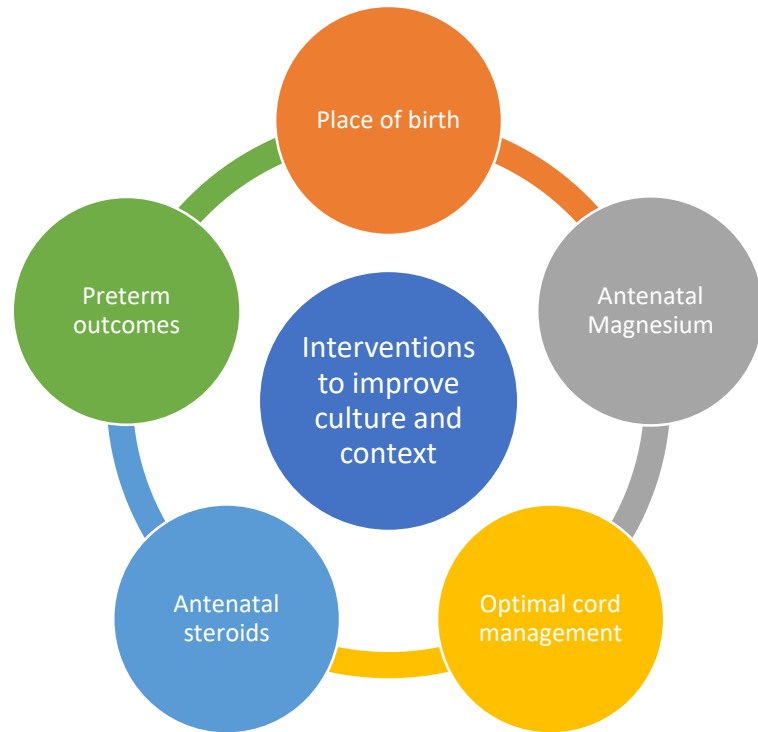 Place of birth
Preterm
outcomes
Antenatal
Magnesium
Interventions
to improve
culture and
context
Antenatal
steroids
Optimal cord
management